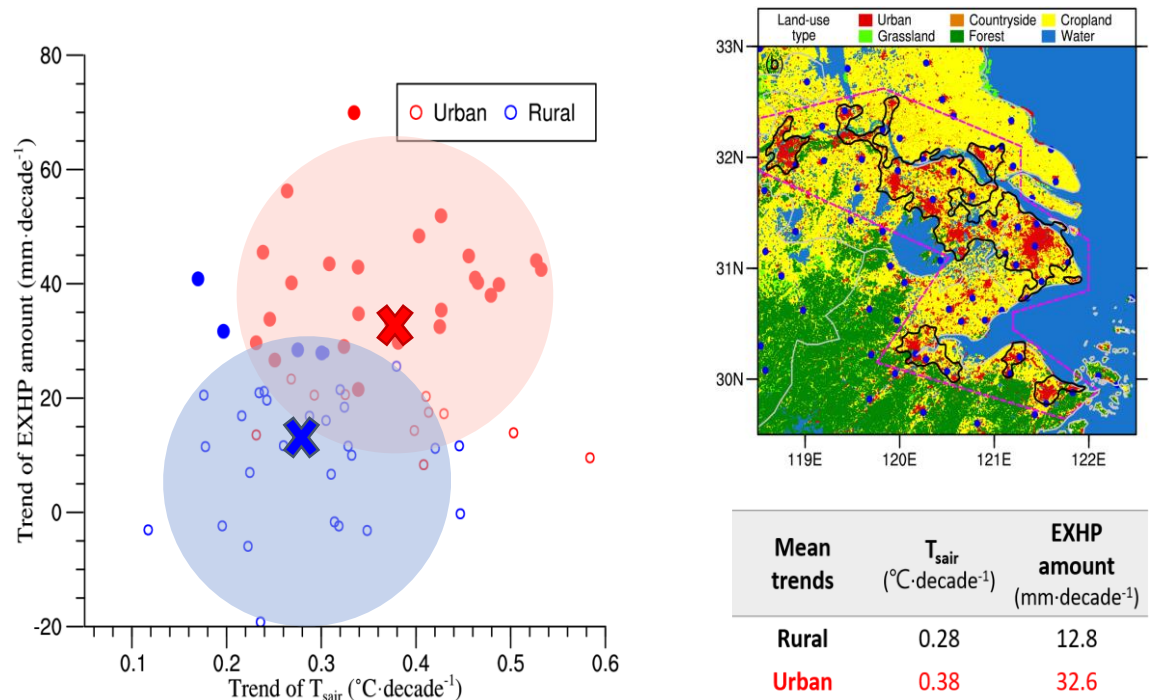 80
60
40
20
0
-20
Trend of EXHP amount (mm·decade⁻¹)
Urban Rural
0.1 0.2 0.3 0.4 0.5 0.6
Trend of Tsair (°C·decade⁻¹)
Land-use type
Urban Countryside Cropland
Grassland Forest Water
(b)
33N
32N
31N
30N
119E 120E 121E 122E
Mean trends
Tsair
(℃·decade⁻¹)
EXHP
amount
(mm·decade⁻¹)
Rural 0.28 12.8
Urban 0.38 32.6